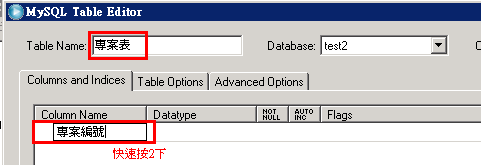 MySQL Table Editor
Table Name: 專案表 Database: test2
Columns and Indices Table Options Advanced Options
Column Name Datatype NOT NULL AUTO INC Flags
專案編號
快速按2下